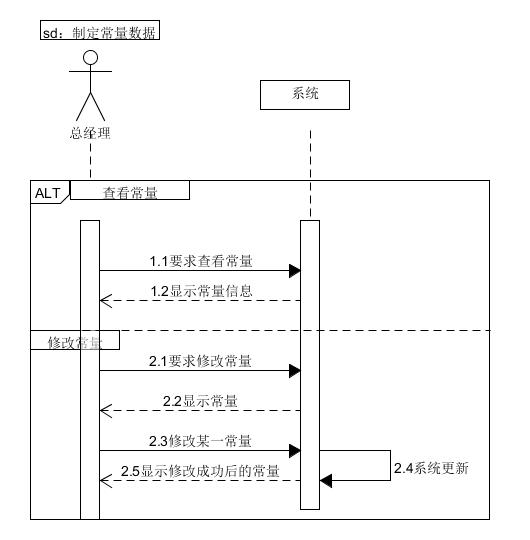 sd：制定常量数据
系统
总经理
ALT
查看常量
1.1要求查看常量
1.2显示常量信息
修改常量
2.1要求修改常量
2.2显示常量
2.3修改某一常量
2.4系统更新
2.5显示修改成功后的常量